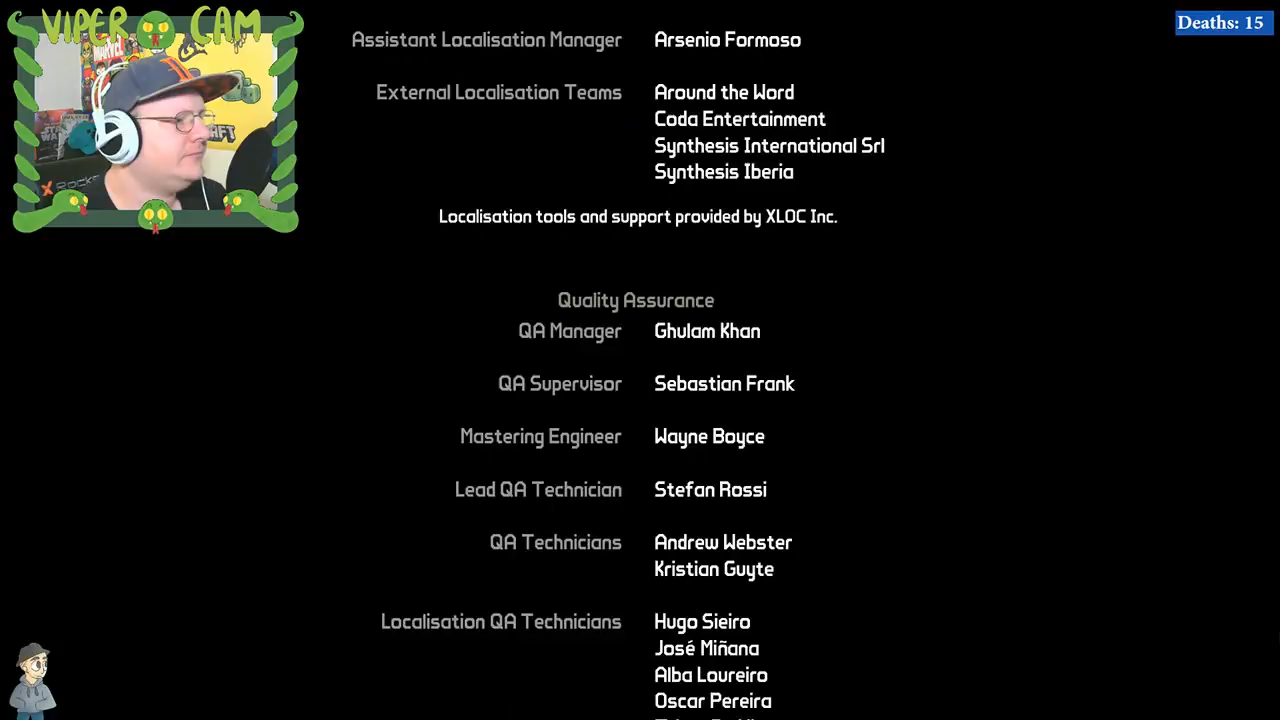 VIPER CAM
Deaths: 15
MARVEL
Assistant Localisation Manager Arsenio Formoso
External Localisation Teams Around the Word
Coda Entertainment
Synthesis International Srl
Synthesis Iberia
Localisation tools and support provided by XLOC Inc.
Quality Assurance
QA Manager Ghulam Khan
QA Supervisor Sebastian Frank
Mastering Engineer Wayne Boyce
Lead QA Technician Stefan Rossi
QA Technicians Andrew Webster
Kristian Guyte
Localisation QA Technicians Hugo Sieiro
José Miñana
Alba Loureiro
Oscar Pereira